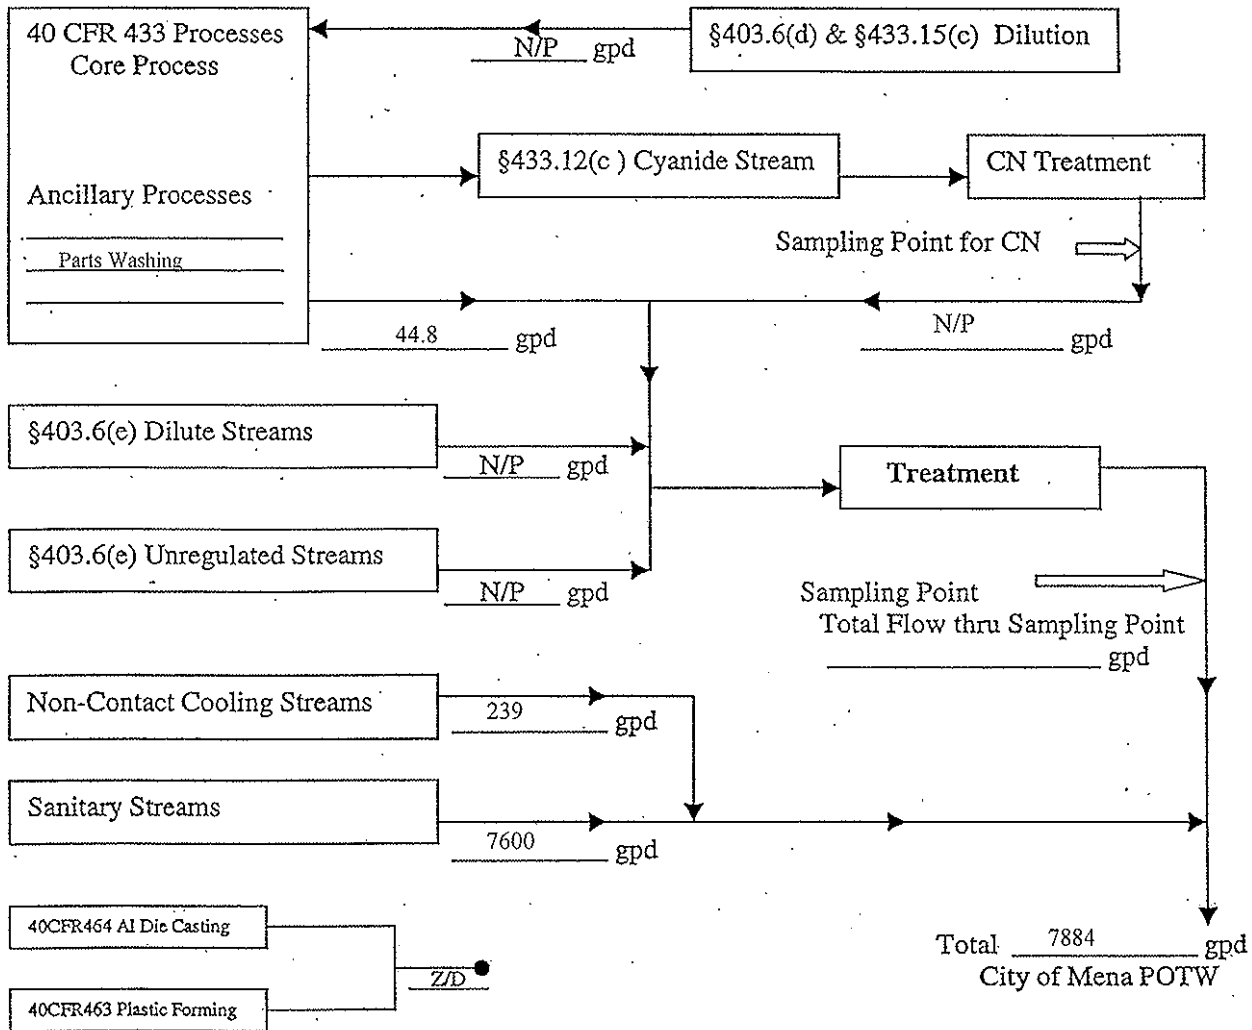 40 CFR 433 Processes
Core Process
N/P gpd
§403.6(d) & §433.15(c) Dilution
§433.12(c ) Cyanide Stream
CN Treatment
Ancillary Processes
Parts Washing
Sampling Point for CN
44.8 gpd
N/P gpd
§403.6(e) Dilute Streams
N/P gpd
Treatment
§403.6(e) Unregulated Streams
N/P gpd
Sampling Point
Total Flow thru Sampling Point
gpd
Non-Contact Cooling Streams
239 gpd
Sanitary Streams
7600 gpd
40CFR464 Al Die Casting
Z/D
40CFR463 Plastic Forming
Total 7884 gpd
City of Mena POTW